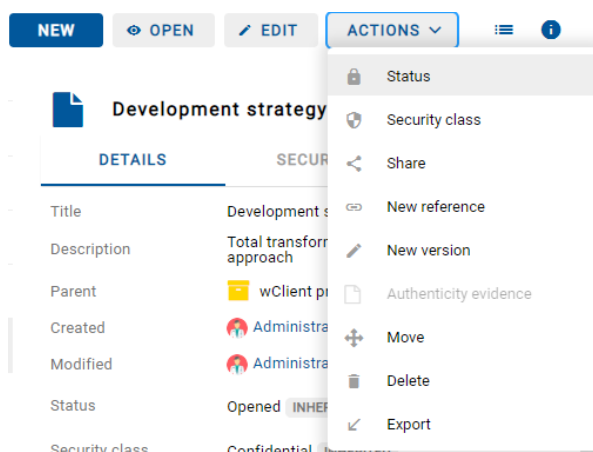 NEW
OPEN
EDIT
ACTIONS
Status
Security class
Share
New reference
New version
Authenticity evidence
Move
Delete
Export
Development strategy
DETAILS
SECUR
Title
Development s
Description
Total transforr
approach
Parent
wClient pr
Created
Administra
Modified
Administra
Status
Opened INHER
Security class
Confidential